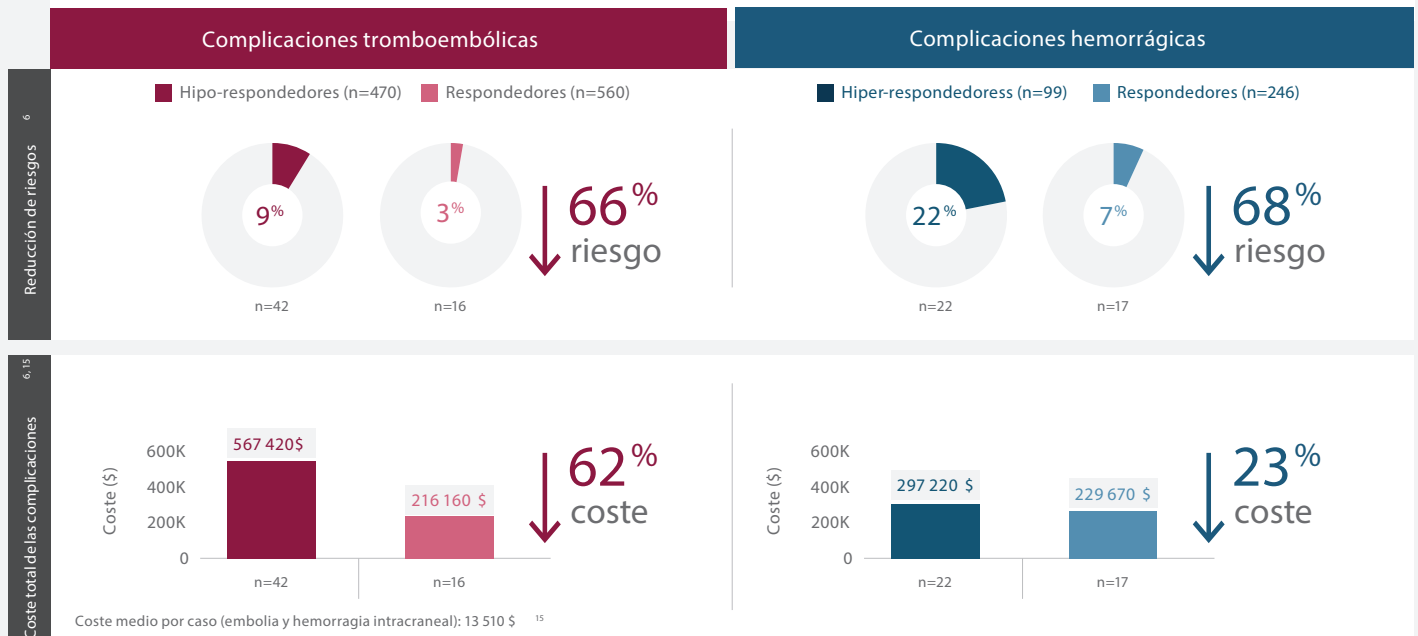 Complicaciones tromboembólicas
Complicaciones hemorrágicas
Reducción de riesgos 6
Hipo-respondedores (n=470) Respondedores (n=560)
Hiper-respondedoress (n=99) Respondedores (n=246)
9%
3%
66%
riesgo
n=42
n=16
22%
7%
68%
riesgo
n=22
n=17
Coste total de las complicaciones 6, 15
Coste ($)
600K
400K
200K
0
567 420$
216 160 $
62%
coste
n=42
n=16
Coste ($)
600K
400K
200K
0
297 220 $
229 670 $
23%
coste
n=22
n=17
Coste medio por caso (embolia y hemorragia intracraneal): 13 510 $ 15